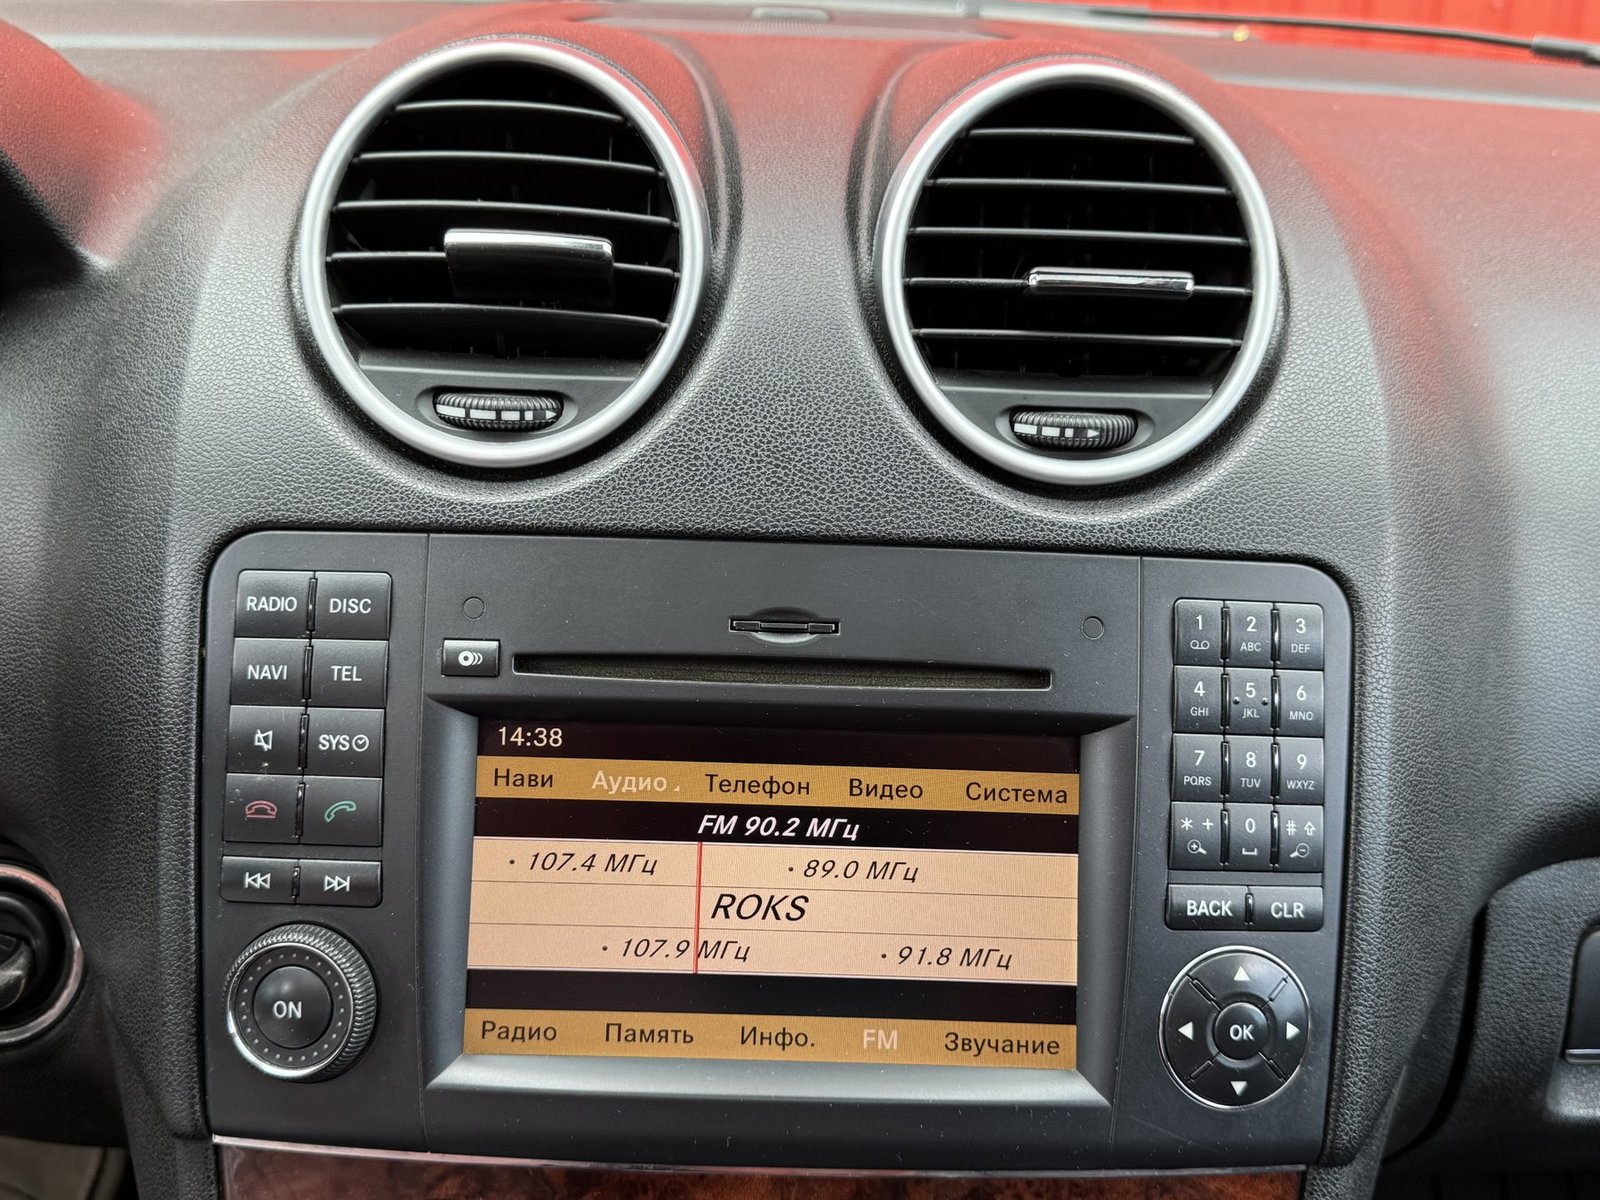 RADIO DISC
NAVI TEL
SYS
ON
14:38
Нави Аудио Телефон Видео Система
FM 90.2 МГц
107.4 МГц 89.0 МГц
ROKS
107.9 МГц 91.8 МГц
Радио Память Инфо. FM Звучание
1 2 3
ABC DEF
4 5 6
GHI JKL MNO
7 8 9
PQRS TUV WXYZ
* + 0 #
BACK CLR
OK